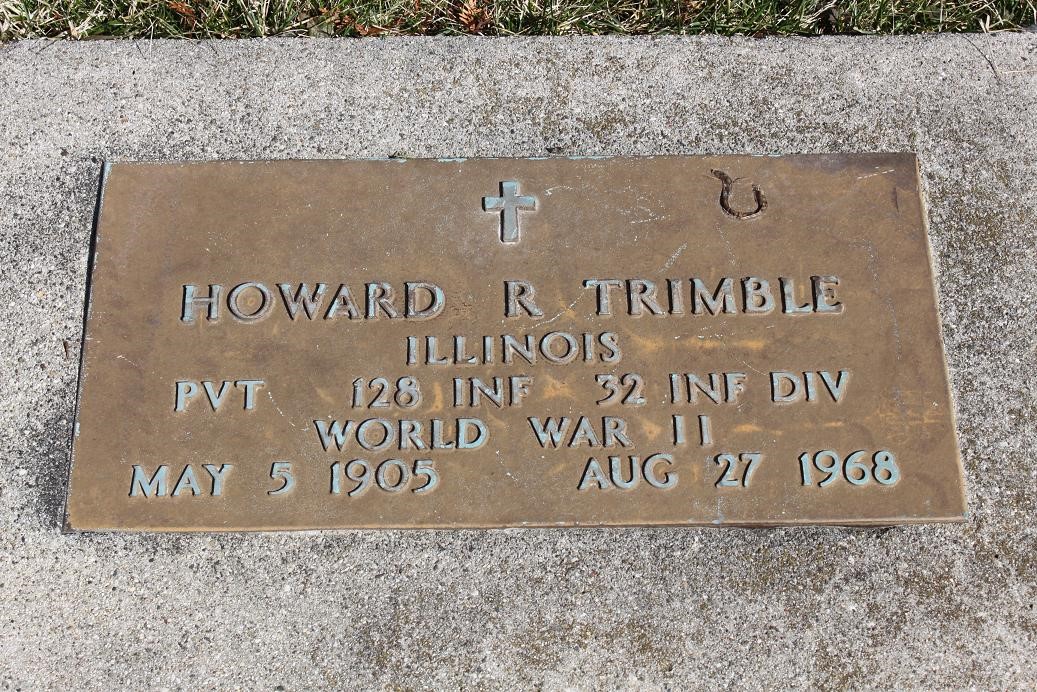 HOWARD R TRIMBLE
ILLINOIS
PVT 128 INF 32 INF DIV
WORLD WAR II
MAY 5 1905 AUG 27 1968